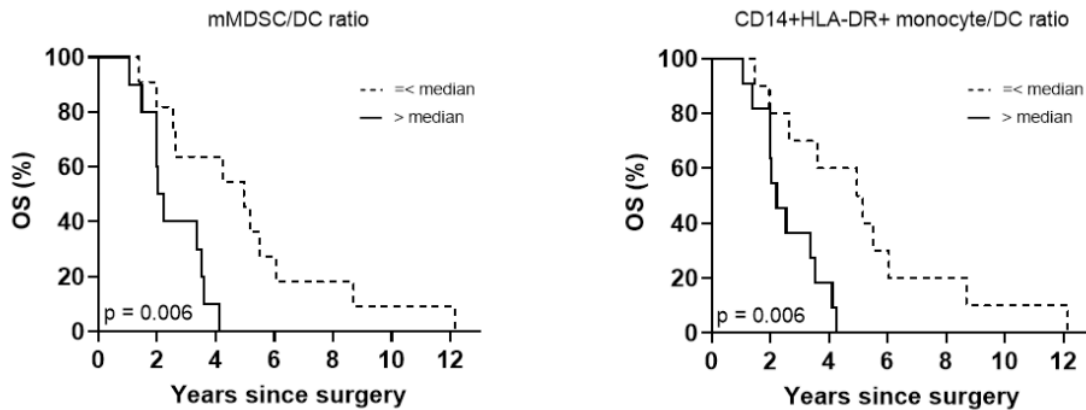 mMDSC/DC ratio
100
80
60
40
20
0
OS (%)
=< median
> median
p = 0.006
0 2 4 6 8 10 12
Years since surgery
CD14+HLA-DR+ monocyte/DC ratio
100
80
60
40
20
0
OS (%)
=< median
> median
p = 0.006
0 2 4 6 8 10 12
Years since surgery